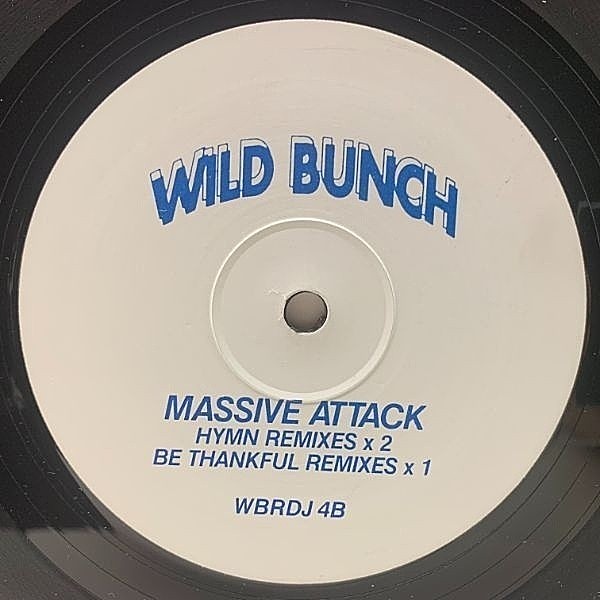 WILD BUNCH
MASSIVE ATTACK
HYMN REMIXES x 2
BE THANKFUL REMIXES x 1
WBRDJ 4B